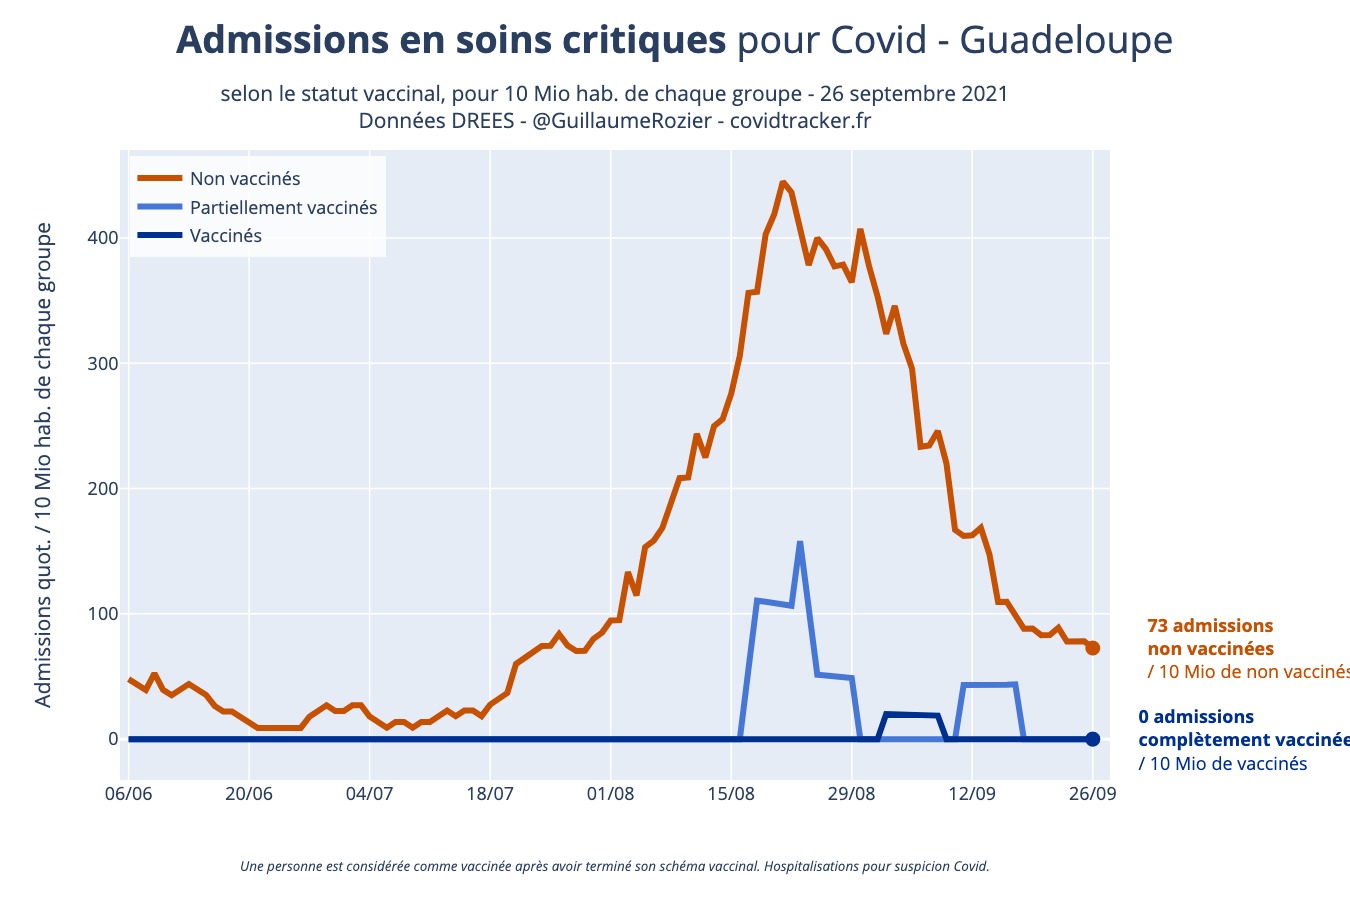 Admissions en soins critiques pour Covid - Guadeloupe
selon le statut vaccinal, pour 10 Mio hab. de chaque groupe - 26 septembre 2021
Données DREES - @GuillaumeRozier - covidtracker.fr
Non vaccinés
Partiellement vaccinés
Vaccinés
Admissions quot. / 10 Mio hab. de chaque groupe
400
300
200
100
0
06/06
20/06
04/07
18/07
01/08
15/08
29/08
12/09
26/09
73 admissions
non vaccinées
/ 10 Mio de non vaccinés
0 admissions
complètement vaccinée
/ 10 Mio de vaccinés
Une personne est considérée comme vaccinée après avoir terminé son schéma vaccinal. Hospitalisations pour suspicion Covid.